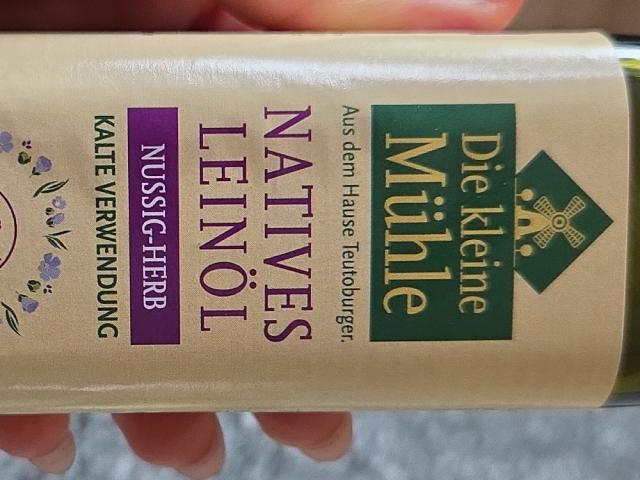 Die kleine
Mühle
Aus dem Hause Teutoburger.
NATIVES
LEINÖL
NUSSIG-HERB
KALTE VERWENDUNG